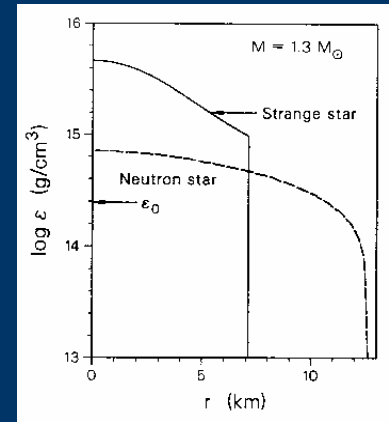 16
M = 1.3 M☉
Strange star
15
Neutron star
log ε (g/cm³)
ε₀
14
13
0
5
10
r (km)